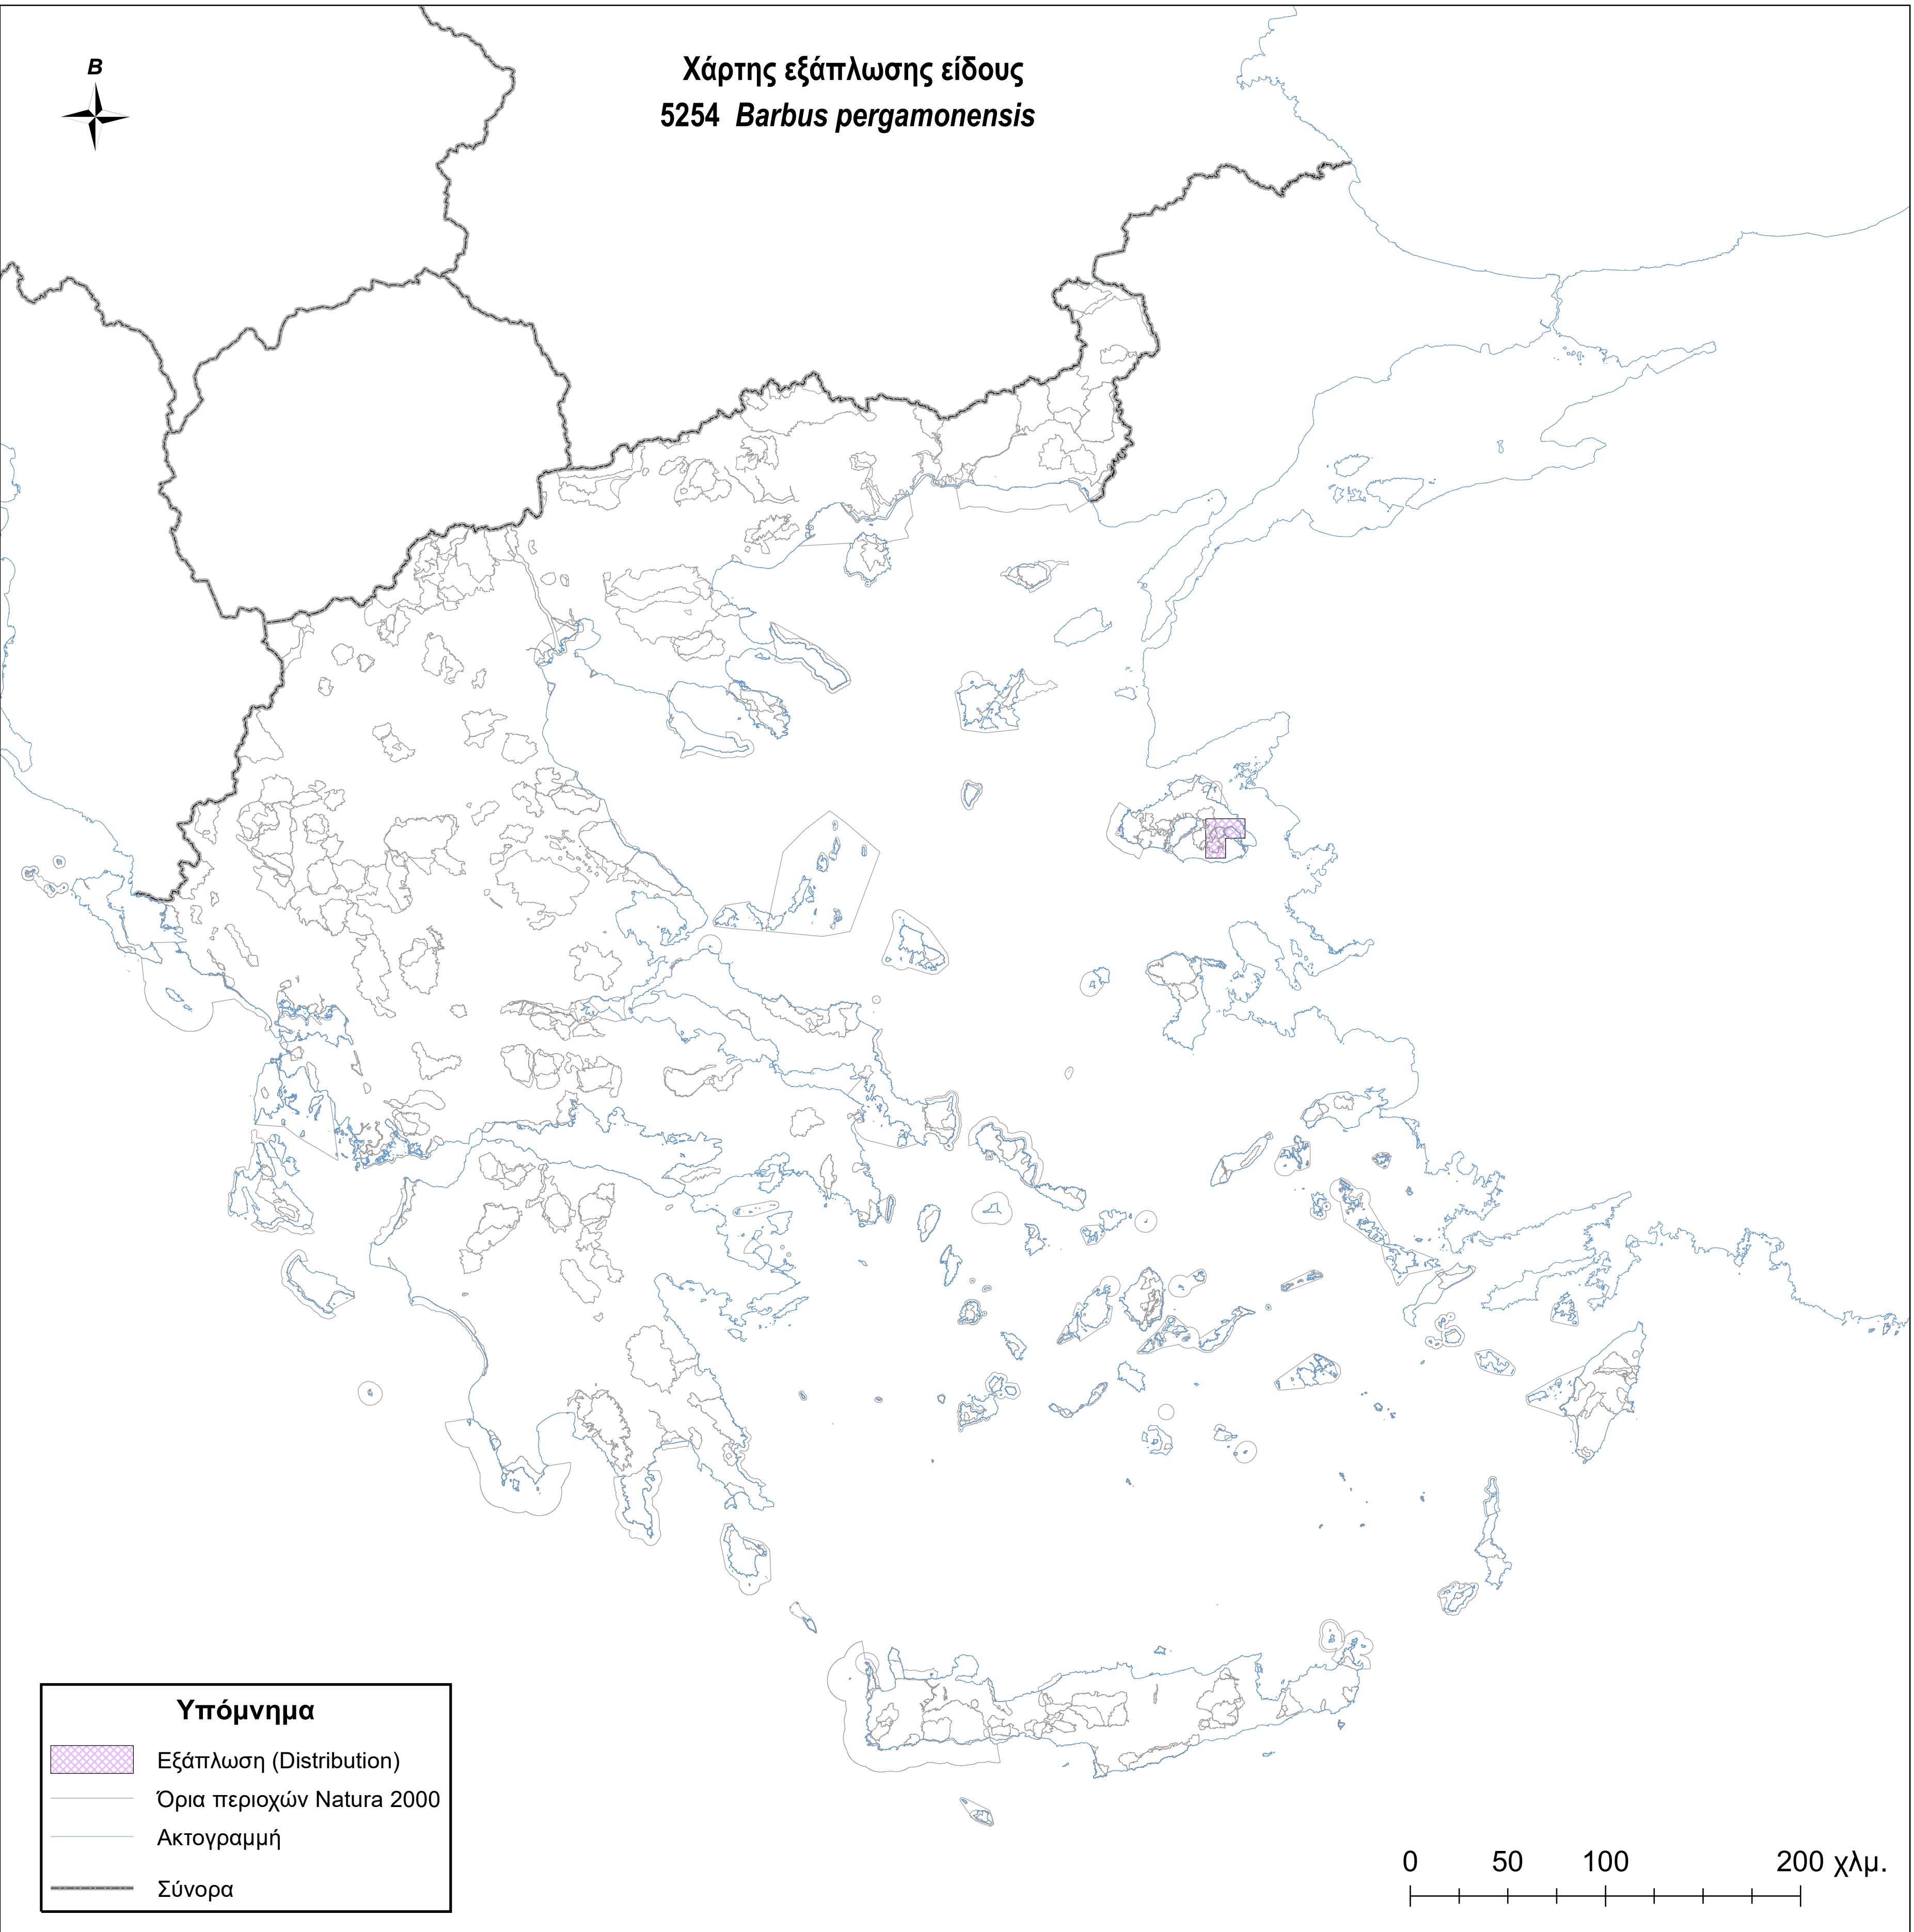 Β
Χάρτης εξάπλωσης είδους
5254 Barbus pergamonensis
Υπόμνημα
Εξάπλωση (Distribution)
Όρια περιοχών Natura 2000
Ακτογραμμή
Σύνορα
0 50 100 200 χλμ.